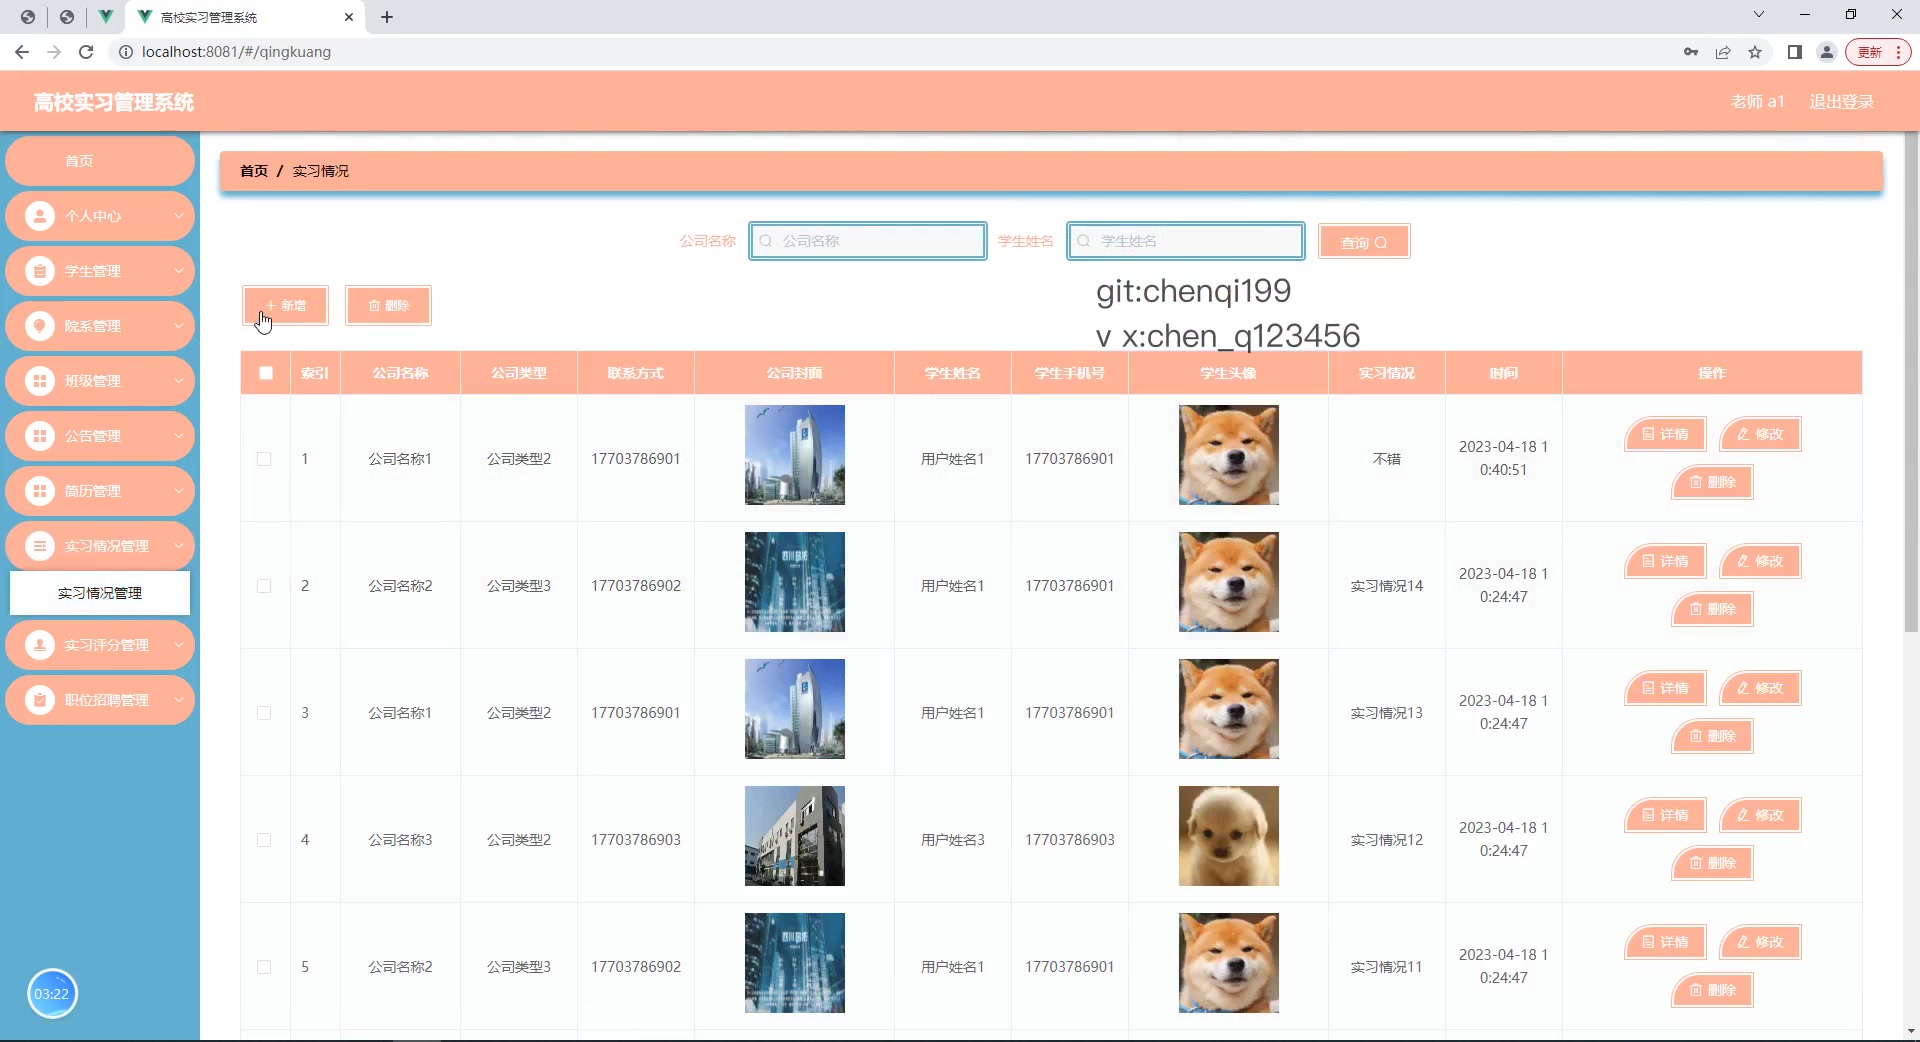 高校实习管理系统
localhost:8081/#/qingkuang
更新
高校实习管理系统
老师 a1
退出登录
首页
个人中心
学生管理
院系管理
班级管理
公告管理
简历管理
实习情况管理
实习情况管理
实习评分管理
职位招聘管理
03:22
首页 / 实习情况
公司名称 公司名称 学生姓名 学生姓名 查询
新增 删除
git:chenqi199
v x:chen_q123456
索引 公司名称 公司类型 联系方式 公司封面 学生姓名 学生手机号 学生头像 实习情况 时间 操作
1 公司名称1 公司类型2 17703786901 用户姓名1 17703786901 不错 2023-04-18 1
0:40:51
详情 修改
删除
2 公司名称2 公司类型3 17703786902 用户姓名1 17703786901 实习情况14 2023-04-18 1
0:24:47
详情 修改
删除
3 公司名称1 公司类型2 17703786901 用户姓名1 17703786901 实习情况13 2023-04-18 1
0:24:47
详情 修改
删除
4 公司名称3 公司类型2 17703786903 用户姓名3 17703786903 实习情况12 2023-04-18 1
0:24:47
详情 修改
删除
5 公司名称2 公司类型3 17703786902 用户姓名1 17703786901 实习情况11 2023-04-18 1
0:24:47
详情 修改
删除